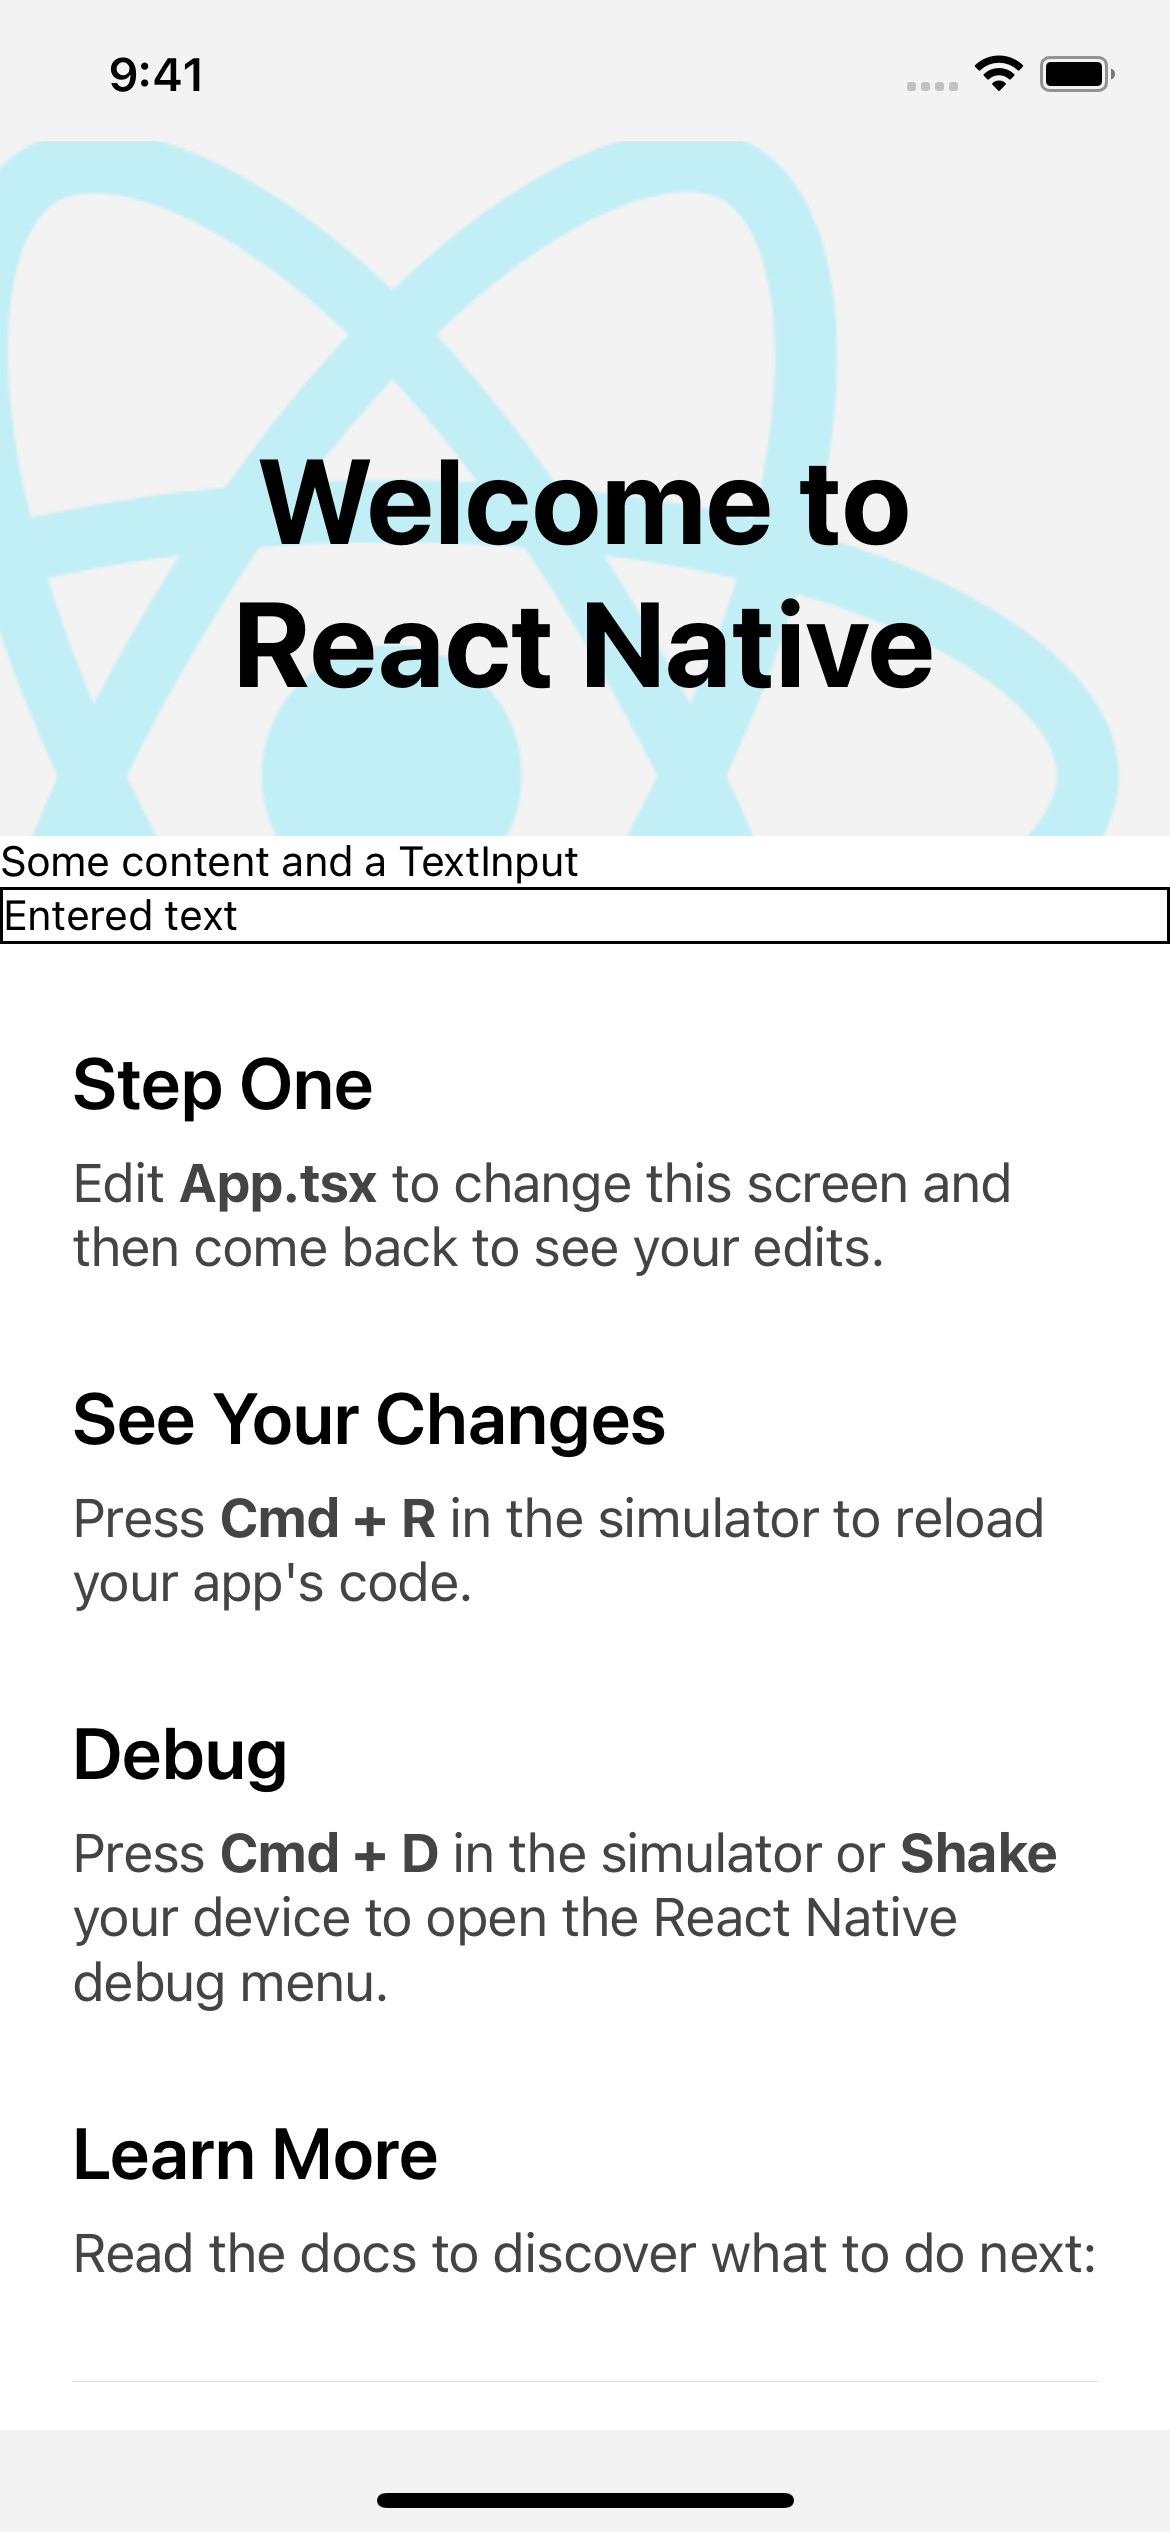 9:41
Welcome to
React Native
Some content and a TextInput
Entered text
Step One
Edit App.tsx to change this screen and
then come back to see your edits.
See Your Changes
Press Cmd + R in the simulator to reload
your app's code.
Debug
Press Cmd + D in the simulator or Shake
your device to open the React Native
debug menu.
Learn More
Read the docs to discover what to do next: